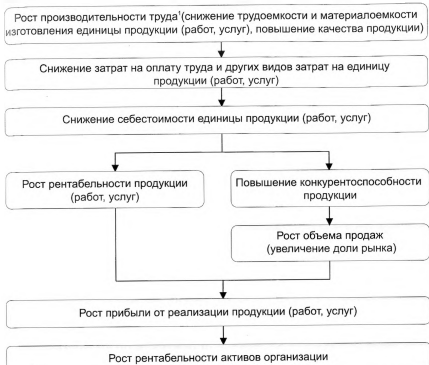 Рост производительности труда (снижение трудоемкости и материалоемкости
изготовления единицы продукции (работ, услуг), повышение качества продукции)
Снижение затрат на оплату труда и других видов затрат на единицу
продукции (работ, услуг)
Снижение себестоимости единицы продукции (работ, услуг)
Рост рентабельности продукции
(работ, услуг)
Повышение конкурентоспособности
продукции
Рост объема продаж
(увеличение доли рынка)
Рост прибыли от реализации продукции (работ, услуг)
Рост рентабельности активов организации